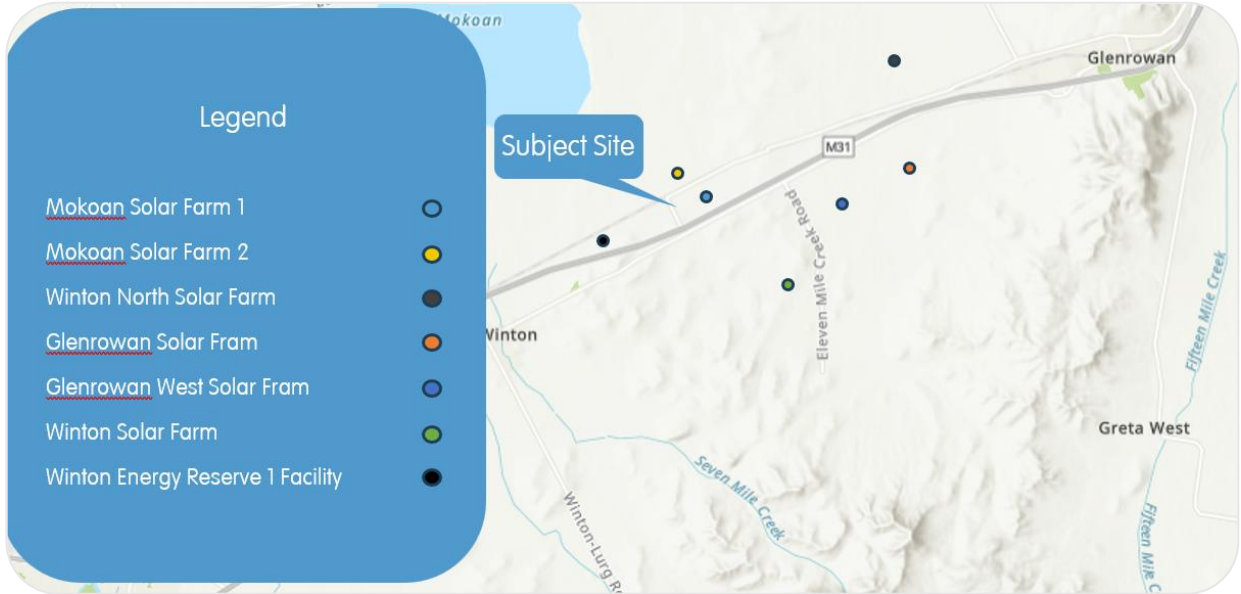 Mokoan
Legend
Mokoan Solar Farm 1
Mokoan Solar Farm 2
Winton North Solar Farm
Glenrowan Solar Fram
Glenrowan West Solar Fram
Winton Solar Farm
Winton Energy Reserve 1 Facility
Subject Site
Glenrowan
M31
Eleven Mile Creek Road
Winton
Fifteen Mile Creek
Greta West
Seven Mile Creek
Winton-Lurg R
Fifteen Mile C